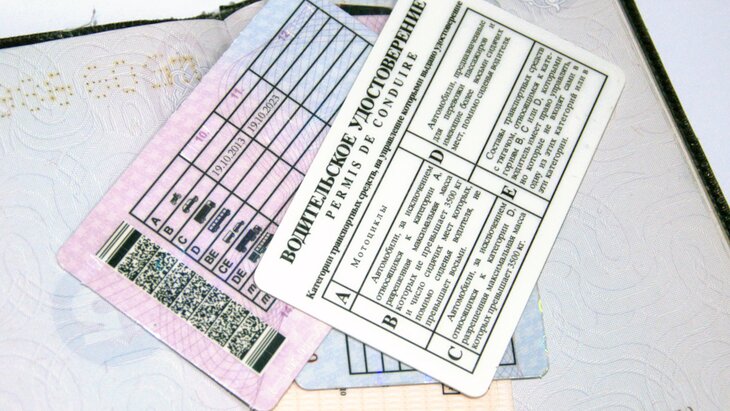 12.
11.
10.
19.10.2013
19.10.2023
A
B
C
D
BE
CE
DE
ВОДИТЕЛЬСКОЕ УДОСТОВЕРЕНИЕ
PERMIS DE CONDUIRE
Категории транспортных средств, на управление которыми выдано удостоверение
A
Мотоциклы
B
Автомобили, за исключением
относящихся к категории А,
разрешенная максимальная масса
которых не превышает 3500 кг
и число сидячих мест которых,
помимо сиденья водителя, не
превышает восьми.
C
Автомобили, за исключением
относящихся к категории D,
разрешенная максимальная масса
которых превышает 3500 кг.
D
Автомобили, предназначенные
для перевозки пассажиров и
имеющие более восьми сидячих
мест, помимо сиденья водителя
E
Составы транспортных средств
с тягачом, относящимся к кате-
гориям B, C или D, которыми
водитель имеет право управлять,
но которые не входят сами в
одну из этих категорий или в
эти категории.